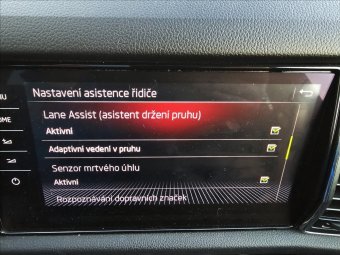 Nastavení asistence řidiče
Lane Assist (asistent držení pruhu)
Aktivní
Adaptivní vedení v pruhu
Senzor mrtvého úhlu
Aktivní
Rozpoznávání dopravních značek